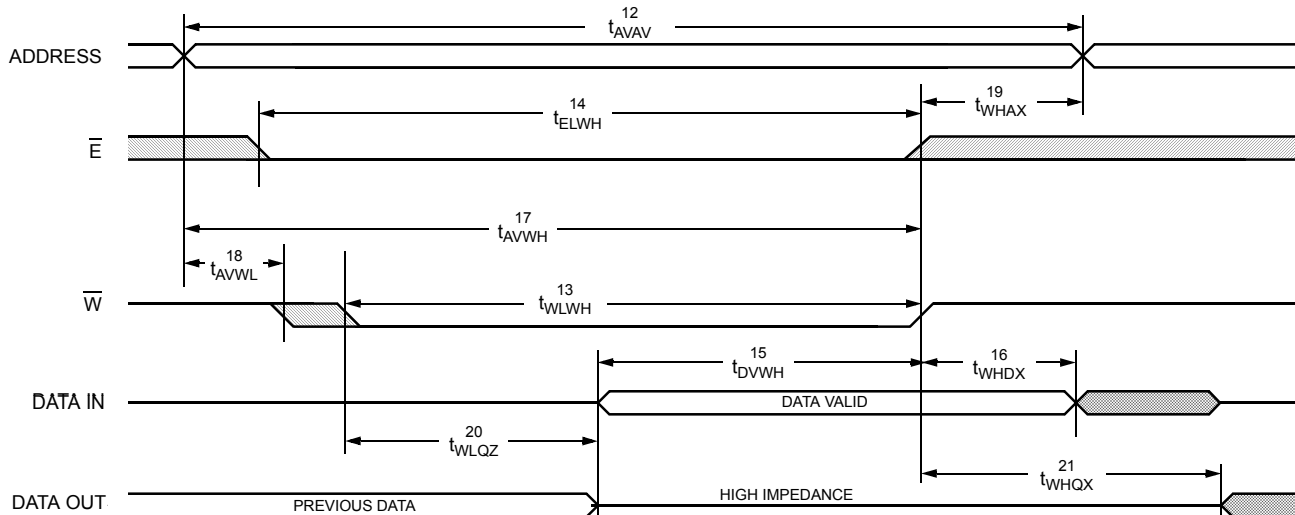 12
tAVAV
ADDRESS
19
tWHAX
14
tELWH
E
17
tAVWH
18
tAVWL
W
13
tWLWH
15
tDVWH
16
tWHDX
DATA IN
DATA VALID
20
tWLQZ
21
tWHQX
DATA OUT
PREVIOUS DATA
HIGH IMPEDANCE